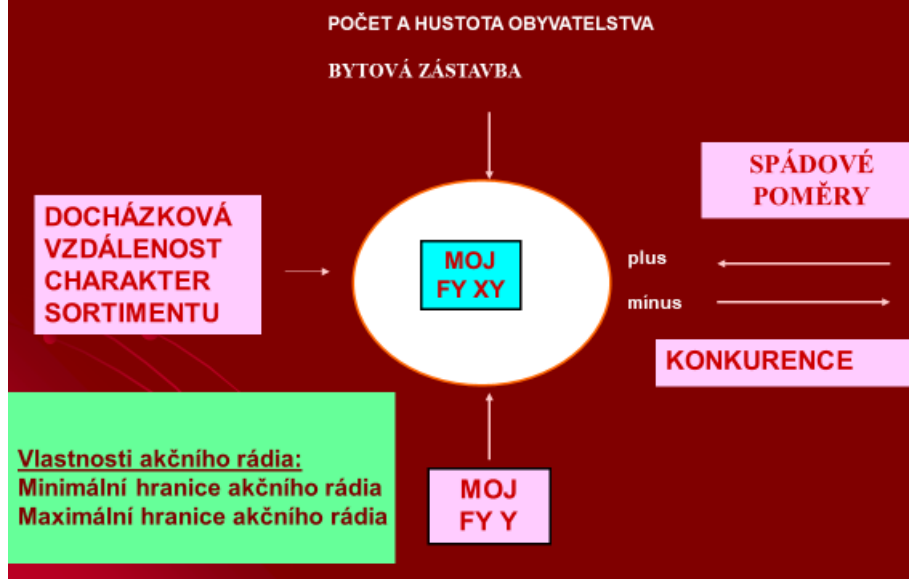 POČET A HUSTOTA OBYVATELSTVA
BYTOVÁ ZÁSTAVBA
SPÁDOVÉ
POMĚRY
DOCHÁZKOVÁ
VZDÁLENOST
CHARAKTER
SORTIMENTU
MOJ
FY XY
plus
mínus
KONKURENCE
Vlastnosti akčního rádia:
Minimální hranice akčního rádia
Maximální hranice akčního rádia
MOJ
FY Y